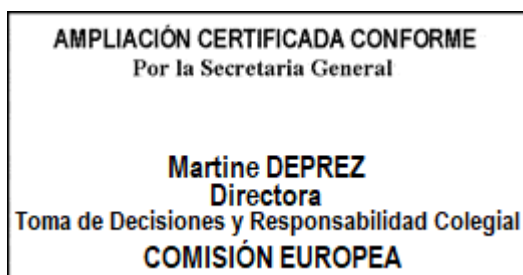 AMPLIACIÓN CERTIFICADA CONFORME
Por la Secretaria General
Martine DEPREZ
Directora
Toma de Decisiones y Responsabilidad Colegial
COMISIÓN EUROPEA